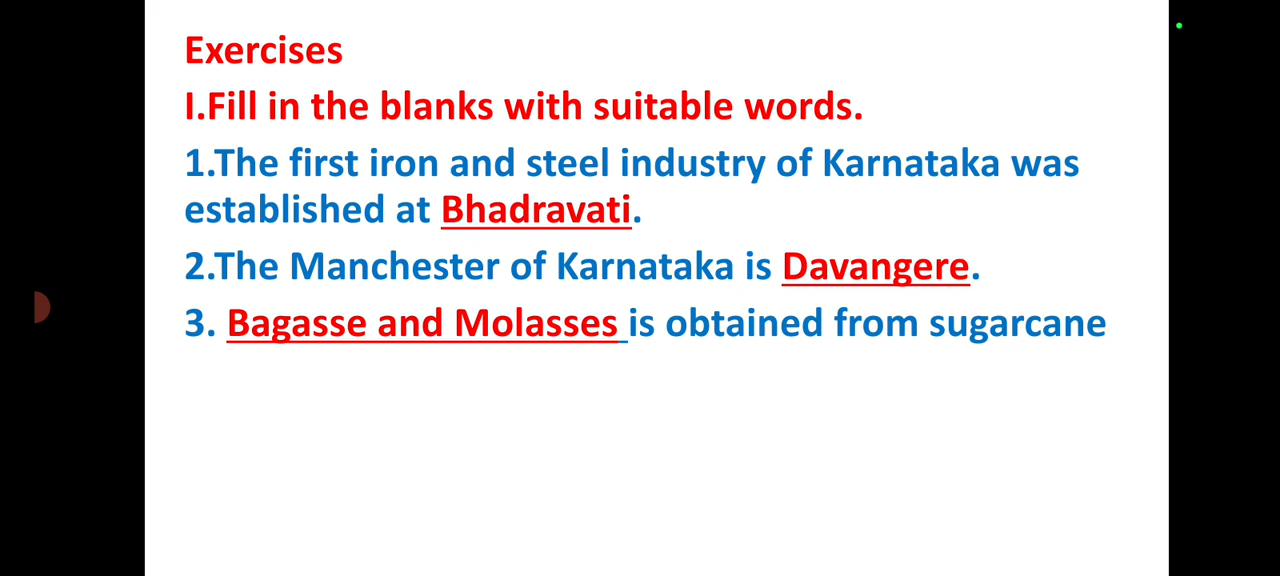 Exercises
I.Fill in the blanks with suitable words.
1.The first iron and steel industry of Karnataka was
established at Bhadravati.
2.The Manchester of Karnataka is Davangere.
3. Bagasse and Molasses is obtained from sugarcane